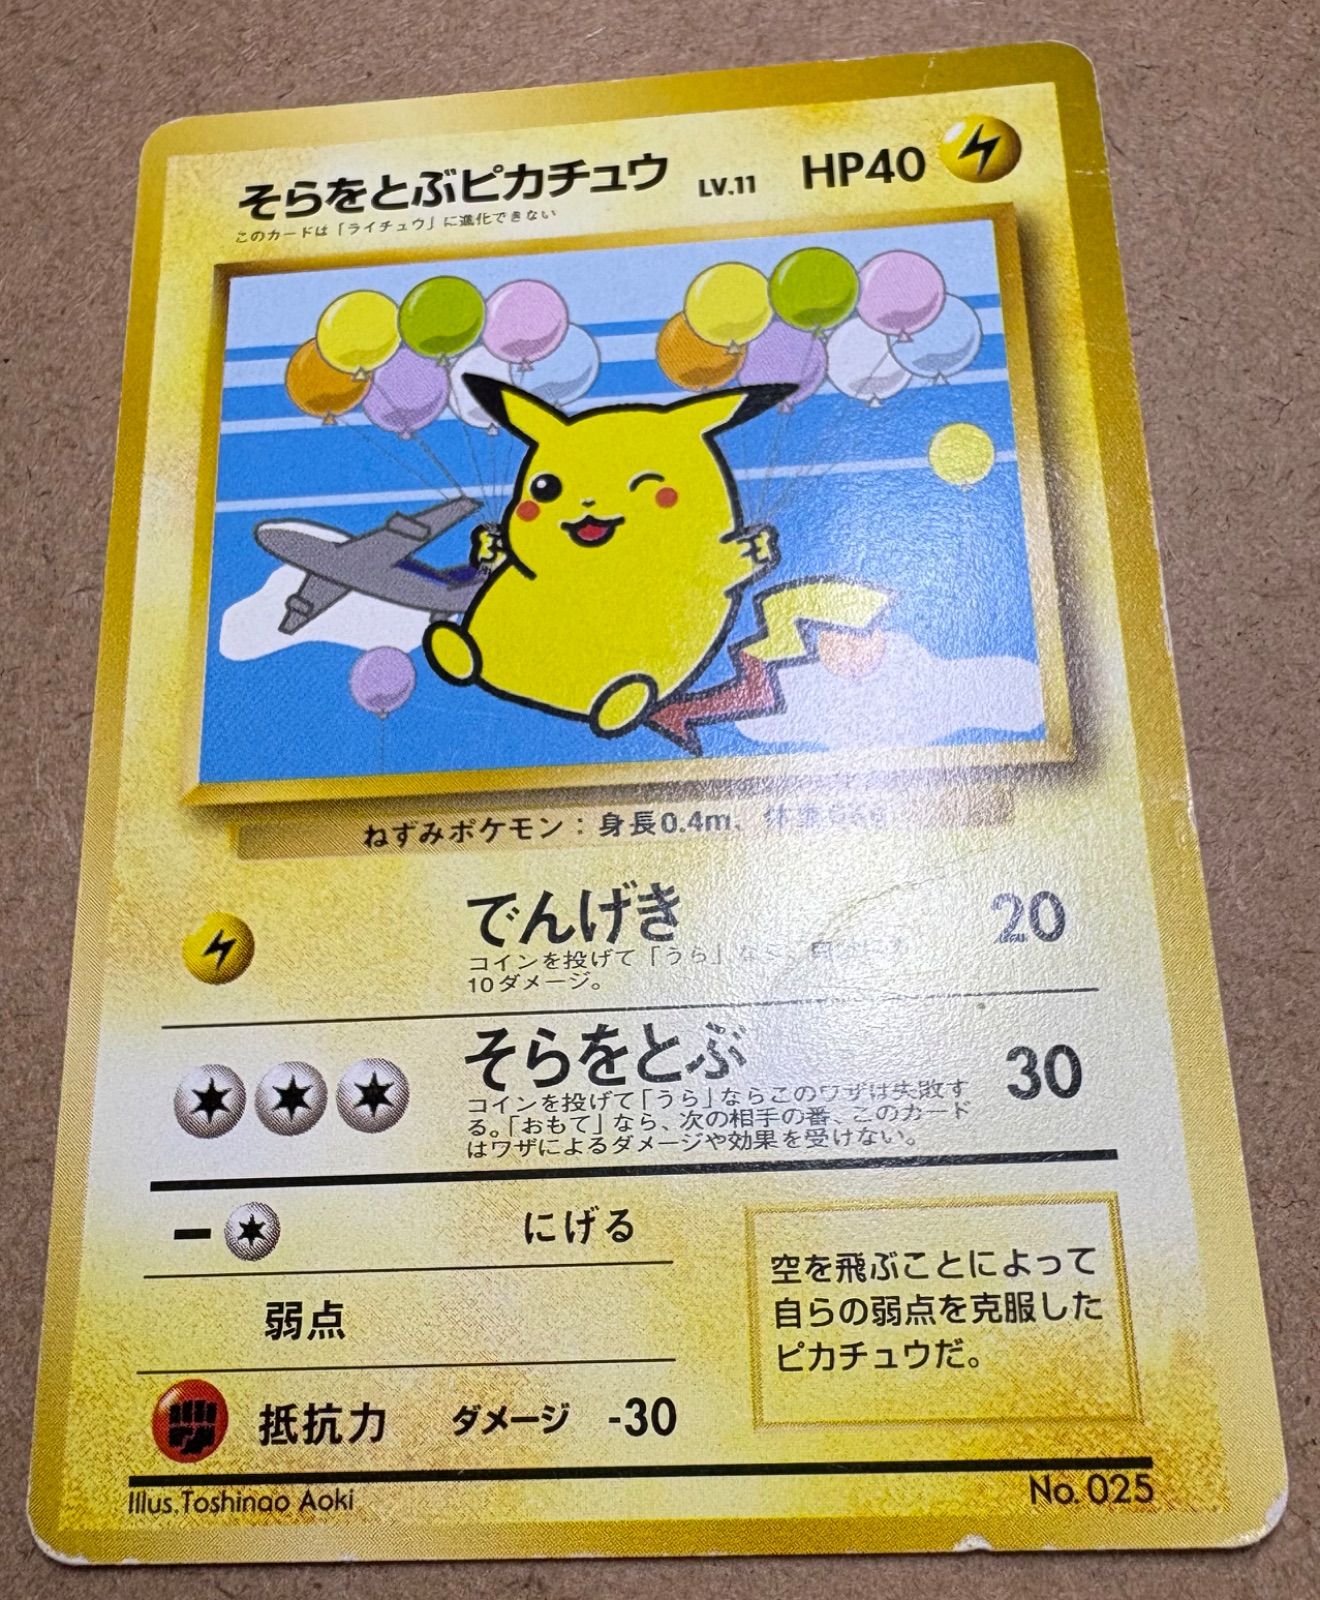 そらをとぶピカチュウ LV.11 HP40
このカードは「ライチュウ」に進化できない
ねずみポケモン：身長0.4m、体重
でんげき 20
コインを投げて「うら」なら、自分にも
10ダメージ。
そらをとぶ 30
コインを投げて「うら」ならこのワザは失敗す
る。「おもて」なら、次の相手の番、このカード
はワザによるダメージや効果を受けない。
− にげる
弱点
抵抗力 ダメージ -30
空を飛ぶことによって
自らの弱点を克服した
ピカチュウだ。
Illus.Toshinao Aoki
No. 025